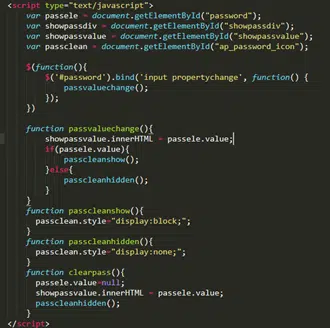 <script type="text/javascript">
var passele = document.getElementById("password");
var showpassdiv = document.getElementById("showpassdiv");
var showpassvalue = document.getElementById("showpassvalue");
var passclean = document.getElementById("ap_password_icon");
$(function(){
$('#password').bind('input propertychange', function() {
passvaluechange();
});
})
function passvaluechange(){
showpassvalue.innerHTML = passele.value;
if(passele.value){
passcleanshow();
}else{
passcleanhidden();
}
}
function passcleanshow(){
passclean.style="display:block;";
}
function passcleanhidden(){
passclean.style="display:none;";
}
function clearpass(){
passele.value=null;
showpassvalue.innerHTML = passele.value;
passcleanhidden();
}
</script>